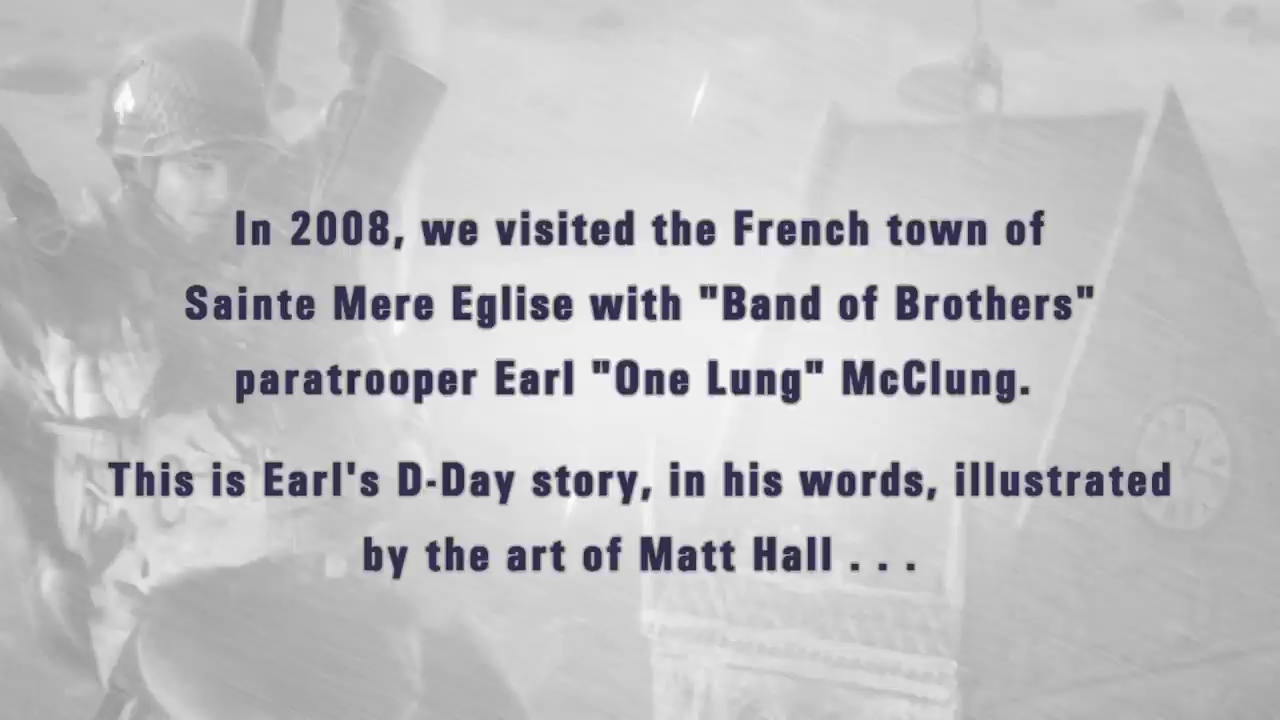 In 2008, we visited the French town of
Sainte Mere Eglise with "Band of Brothers"
paratrooper Earl "One Lung" McClung.
This is Earl's D-Day story, in his words, illustrated
by the art of Matt Hall . . .